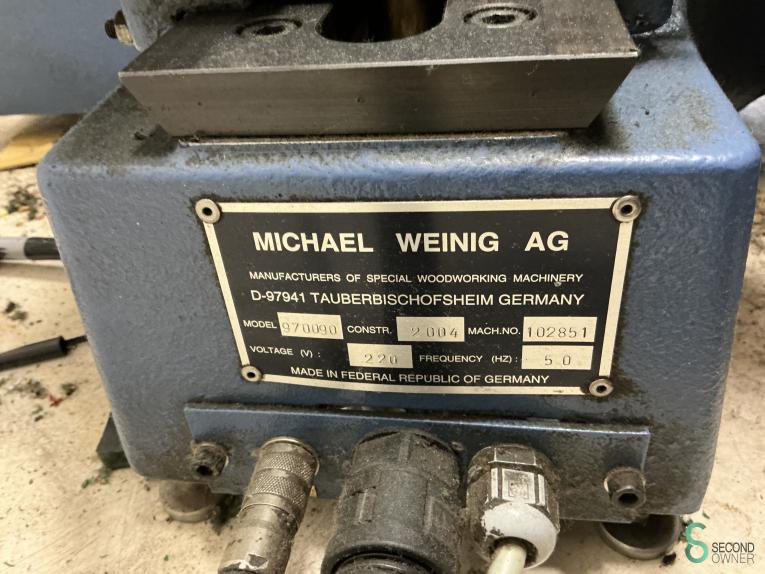 MICHAEL WEINIG AG
MANUFACTURERS OF SPECIAL WOODWORKING MACHINERY
D-97941 TAUBERBISCHOFSHEIM GERMANY
MODEL 970090 CONSTR. 2004 MACH.NO. 102851
VOLTAGE (V) : 220 FREQUENCY (HZ) : 50
MADE IN FEDERAL REPUBLIC OF GERMANY
SECOND
OWNER